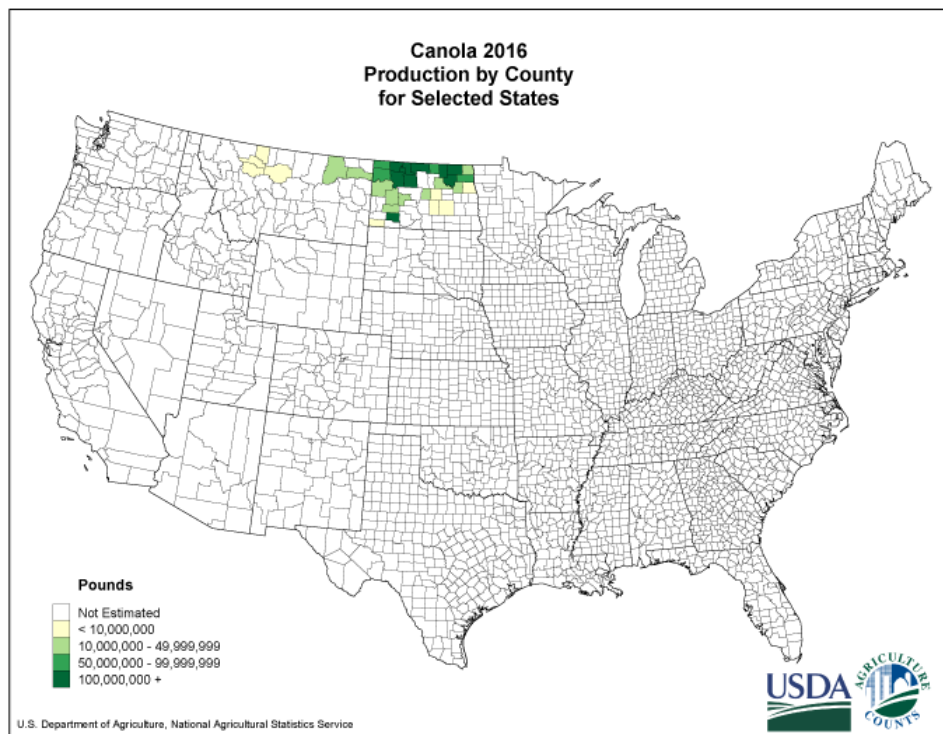 Canola 2016
Production by County
for Selected States
Pounds
Not Estimated
< 10,000,000
10,000,000 - 49,999,999
50,000,000 - 99,999,999
100,000,000 +
U.S. Department of Agriculture, National Agricultural Statistics Service
USDA
AGRICULTURE
COUNTS